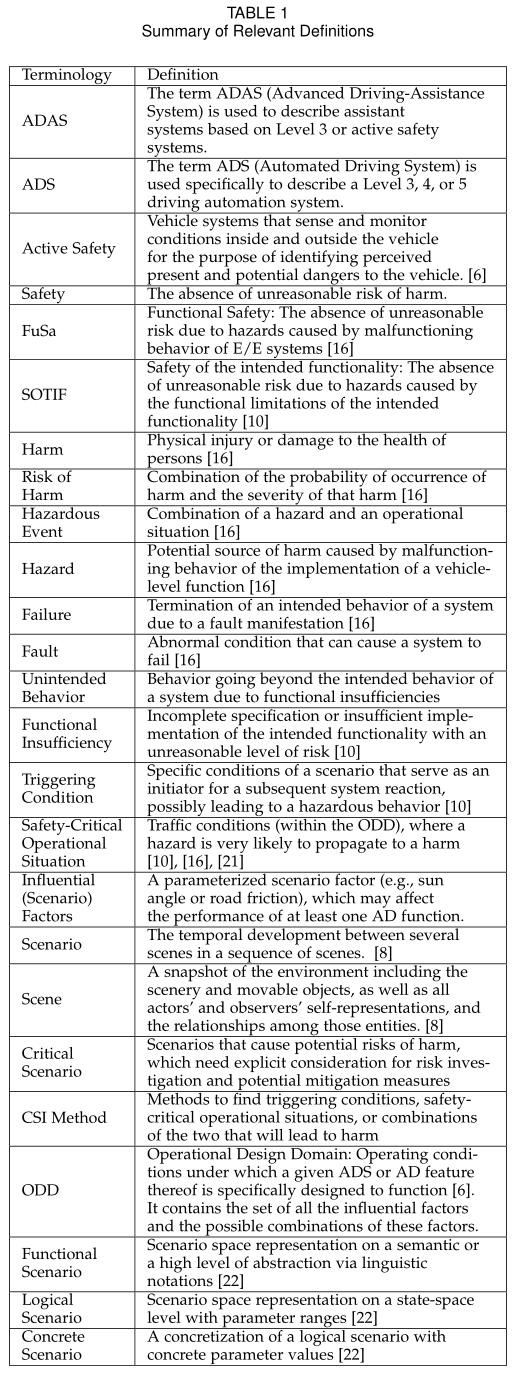 TABLE 1
Summary of Relevant Definitions
Terminology
Definition
ADAS
The term ADAS (Advanced Driving-Assistance
System) is used to describe assistant
systems based on Level 3 or active safety
systems.
ADS
The term ADS (Automated Driving System) is
used specifically to describe a Level 3, 4, or 5
driving automation system.
Active Safety
Vehicle systems that sense and monitor
conditions inside and outside the vehicle
for the purpose of identifying perceived
present and potential dangers to the vehicle. [6]
Safety
The absence of unreasonable risk of harm.
FuSa
Functional Safety: The absence of unreasonable
risk due to hazards caused by malfunctioning
behavior of E/E systems [16]
SOTIF
Safety of the intended functionality: The absence
of unreasonable risk due to hazards caused by
the functional limitations of the intended
functionality [10]
Harm
Physical injury or damage to the health of
persons [16]
Risk of
Harm
Combination of the probability of occurrence of
harm and the severity of that harm [16]
Hazardous
Event
Combination of a hazard and an operational
situation [16]
Hazard
Potential source of harm caused by malfunction-
ing behavior of the implementation of a vehicle-
level function [16]
Failure
Termination of an intended behavior of a system
due to a fault manifestation [16]
Fault
Abnormal condition that can cause a system to
fail [16]
Unintended
Behavior
Behavior going beyond the intended behavior of
a system due to functional insufficiencies
Functional
Insufficiency
Incomplete specification or insufficient imple-
mentation of the intended functionality with an
unreasonable level of risk [10]
Triggering
Condition
Specific conditions of a scenario that serve as an
initiator for a subsequent system reaction,
possibly leading to a hazardous behavior [10]
Safety-Critical
Operational
Situation
Traffic conditions (within the ODD), where a
hazard is very likely to propagate to a harm
[10], [16], [21]
Influential
(Scenario)
Factors
A parameterized scenario factor (e.g., sun
angle or road friction), which may affect
the performance of at least one AD function.
Scenario
The temporal development between several
scenes in a sequence of scenes. [8]
Scene
A snapshot of the environment including the
scenery and movable objects, as well as all
actors' and observers' self-representations, and
the relationships among those entities. [8]
Critical
Scenario
Scenarios that cause potential risks of harm,
which need explicit consideration for risk inves-
tigation and potential mitigation measures
CSI Method
Methods to find triggering conditions, safety-
critical operational situations, or combinations
of the two that will lead to harm
ODD
Operational Design Domain: Operating condi-
tions under which a given ADS or AD feature
thereof is specifically designed to function [6].
It contains the set of all the influential factors
and the possible combinations of these factors.
Functional
Scenario
Scenario space representation on a semantic or
a high level of abstraction via linguistic
notations [22]
Logical
Scenario
Scenario space representation on a state-space
level with parameter ranges [22]
Concrete
Scenario
A concretization of a logical scenario with
concrete parameter values [22]